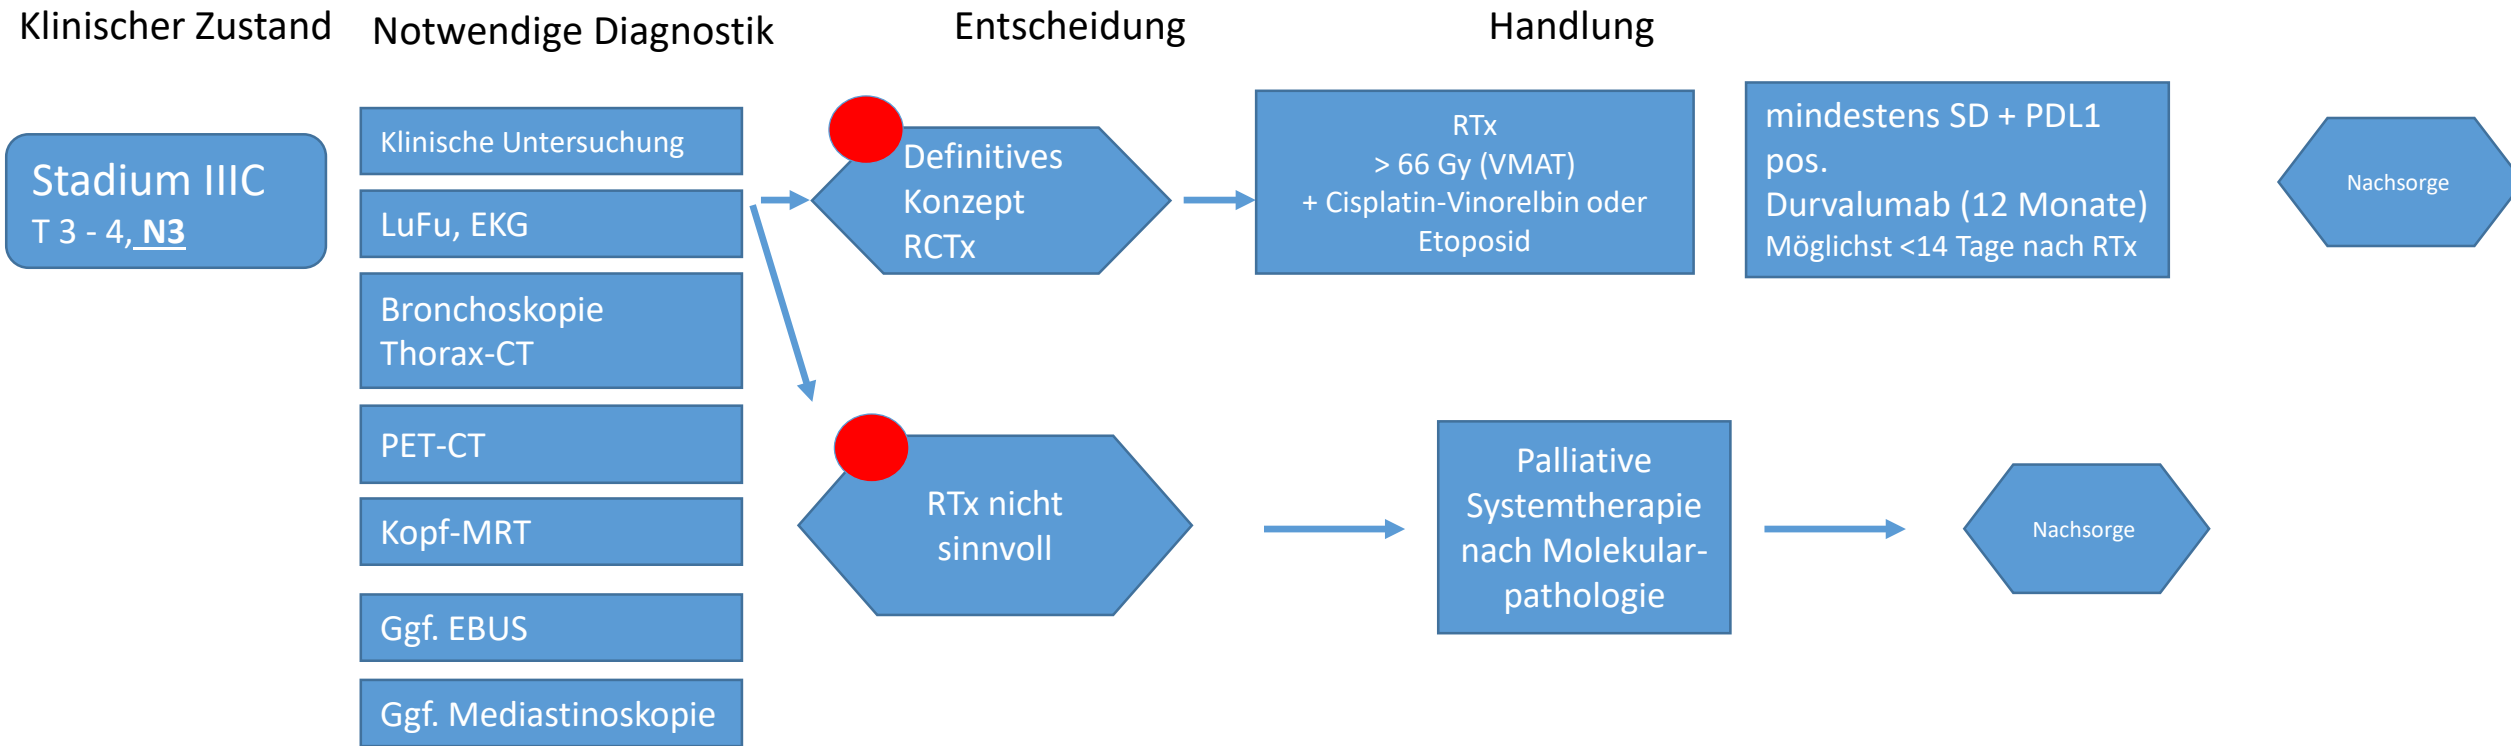 Klinischer Zustand
Notwendige Diagnostik
Entscheidung
Handlung
Stadium IIIC
T 3 - 4, N3
Klinische Untersuchung
LuFu, EKG
Bronchoskopie
Thorax-CT
PET-CT
Kopf-MRT
Ggf. EBUS
Ggf. Mediastinoskopie
Definitives
Konzept
RCTx
RTx
> 66 Gy (VMAT)
+ Cisplatin-Vinorelbin oder
Etoposid
mindestens SD + PDL1
pos.
Durvalumab (12 Monate)
Möglichst <14 Tage nach RTx
Nachsorge
RTx nicht
sinnvoll
Palliative
Systemtherapie
nach Molekular-
pathologie
Nachsorge